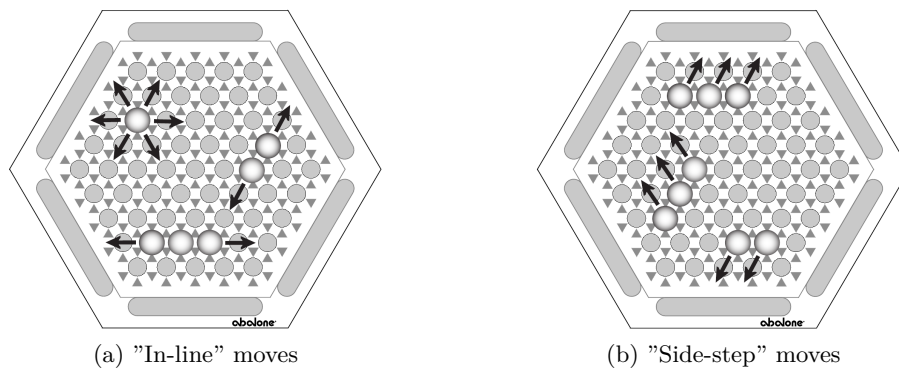 abalone
abalone
(a) ”In-line” moves
(b) ”Side-step” moves